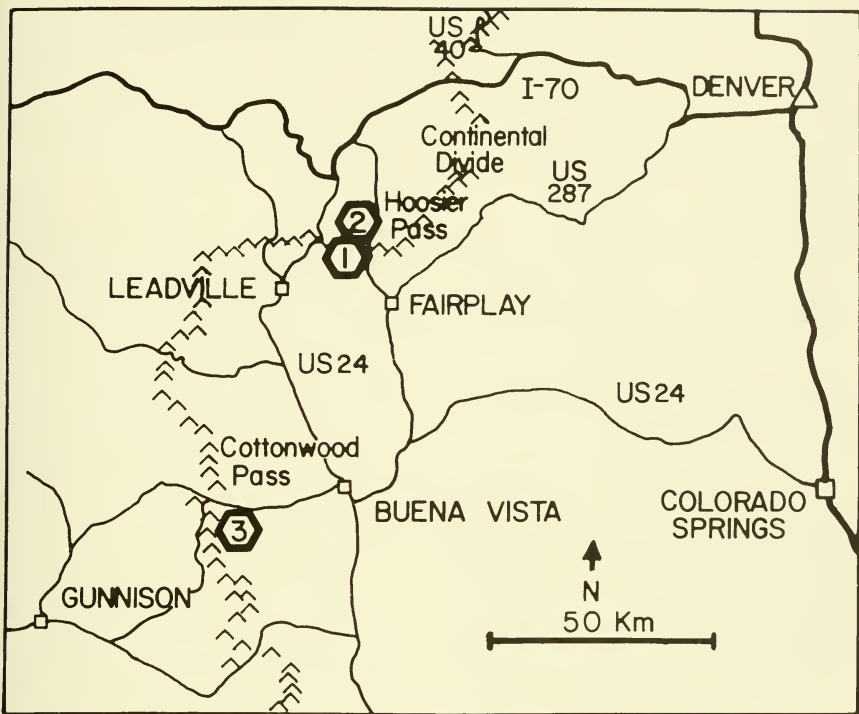 US
40
I-70
DENVER
Continental
Divide
US
287
Hoosier
Pass
2
1
LEADVILLE
FAIRPLAY
US 24
US 24
Cottonwood
Pass
BUENA VISTA
COLORADO
SPRINGS
3
GUNNISON
N
50 Km